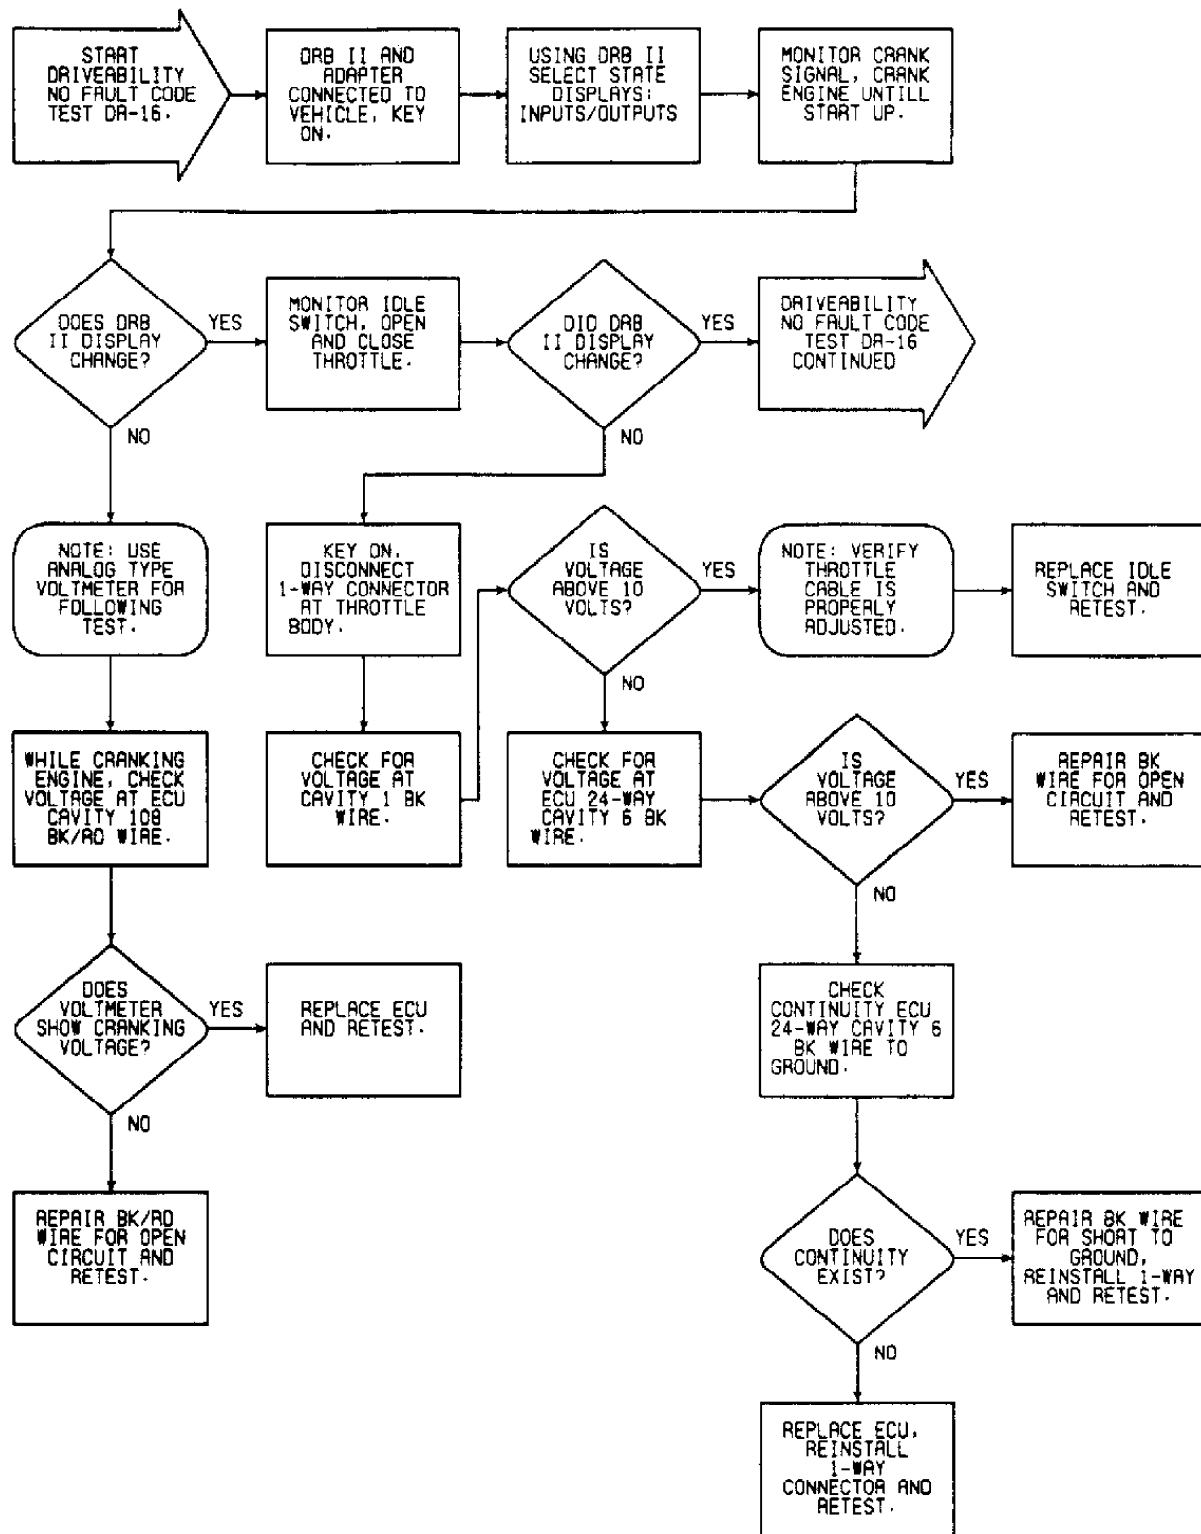 START
DRIVEABILITY
NO FAULT CODE
TEST DR-16.
DRB II AND
ADAPTER
CONNECTED TO
VEHICLE, KEY
ON.
USING DRB II
SELECT STATE
DISPLAYS:
INPUTS/OUTPUTS
MONITOR CRANK
SIGNAL, CRANK
ENGINE UNTILL
START UP.
DOES DRB
II DISPLAY
CHANGE?
YES
NO
MONITOR IDLE
SWITCH, OPEN
AND CLOSE
THROTTLE.
DID DRB
II DISPLAY
CHANGE?
YES
NO
DRIVEABILITY
NO FAULT CODE
TEST DR-16
CONTINUED
NOTE: USE
ANALOG TYPE
VOLTMETER FOR
FOLLOWING
TEST.
KEY ON,
DISCONNECT
1-WAY CONNECTOR
AT THROTTLE
BODY.
IS
VOLTAGE
ABOVE 10
VOLTS?
YES
NO
NOTE: VERIFY
THROTTLE
CABLE IS
PROPERLY
ADJUSTED.
REPLACE IDLE
SWITCH AND
RETEST.
WHILE CRANKING
ENGINE, CHECK
VOLTAGE AT ECU
CAVITY 108
BK/RD WIRE.
CHECK FOR
VOLTAGE AT
CAVITY 1 BK
WIRE.
CHECK FOR
VOLTAGE AT
ECU 24-WAY
CAVITY 6 BK
WIRE.
IS
VOLTAGE
ABOVE 10
VOLTS?
YES
NO
REPAIR BK
WIRE FOR OPEN
CIRCUIT AND
RETEST.
DOES
VOLTMETER
SHOW CRANKING
VOLTAGE?
YES
NO
REPLACE ECU
AND RETEST.
CHECK
CONTINUITY ECU
24-WAY CAVITY 6
BK WIRE TO
GROUND.
REPAIR BK/RD
WIRE FOR OPEN
CIRCUIT AND
RETEST.
DOES
CONTINUITY
EXIST?
YES
NO
REPAIR BK WIRE
FOR SHORT TO
GROUND,
REINSTALL 1-WAY
AND RETEST.
REPLACE ECU,
REINSTALL
1-WAY
CONNECTOR AND
RETEST.